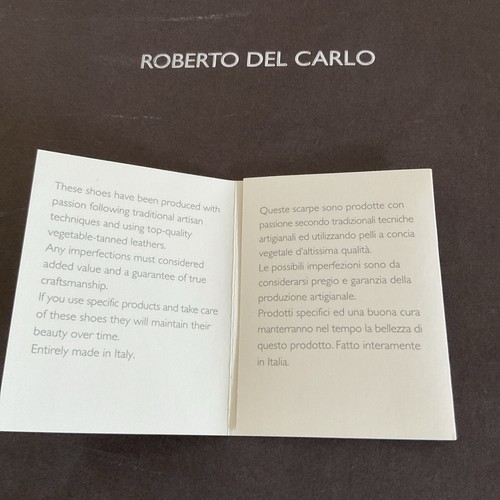 ROBERTO DEL CARLO
These shoes have been produced with
passion following traditional artisan
techniques and using top-quality
vegetable-tanned leathers.
Any imperfections must considered
added value and a guarantee of true
craftsmanship.
If you use specific products and take care
of these shoes they will maintain their
beauty over time.
Entirely made in Italy.
Queste scarpe sono prodotte con
passione secondo tradizionali tecniche
artigianali ed utilizzando pelli a concia
vegetale d'altissima qualità.
Le possibili imperfezioni sono da
considerarsi pregio e garanzia della
produzione artigianale.
Prodotti specifici ed una buona cura
manterranno nel tempo la bellezza di
questo prodotto. Fatto interamente
in Italia.